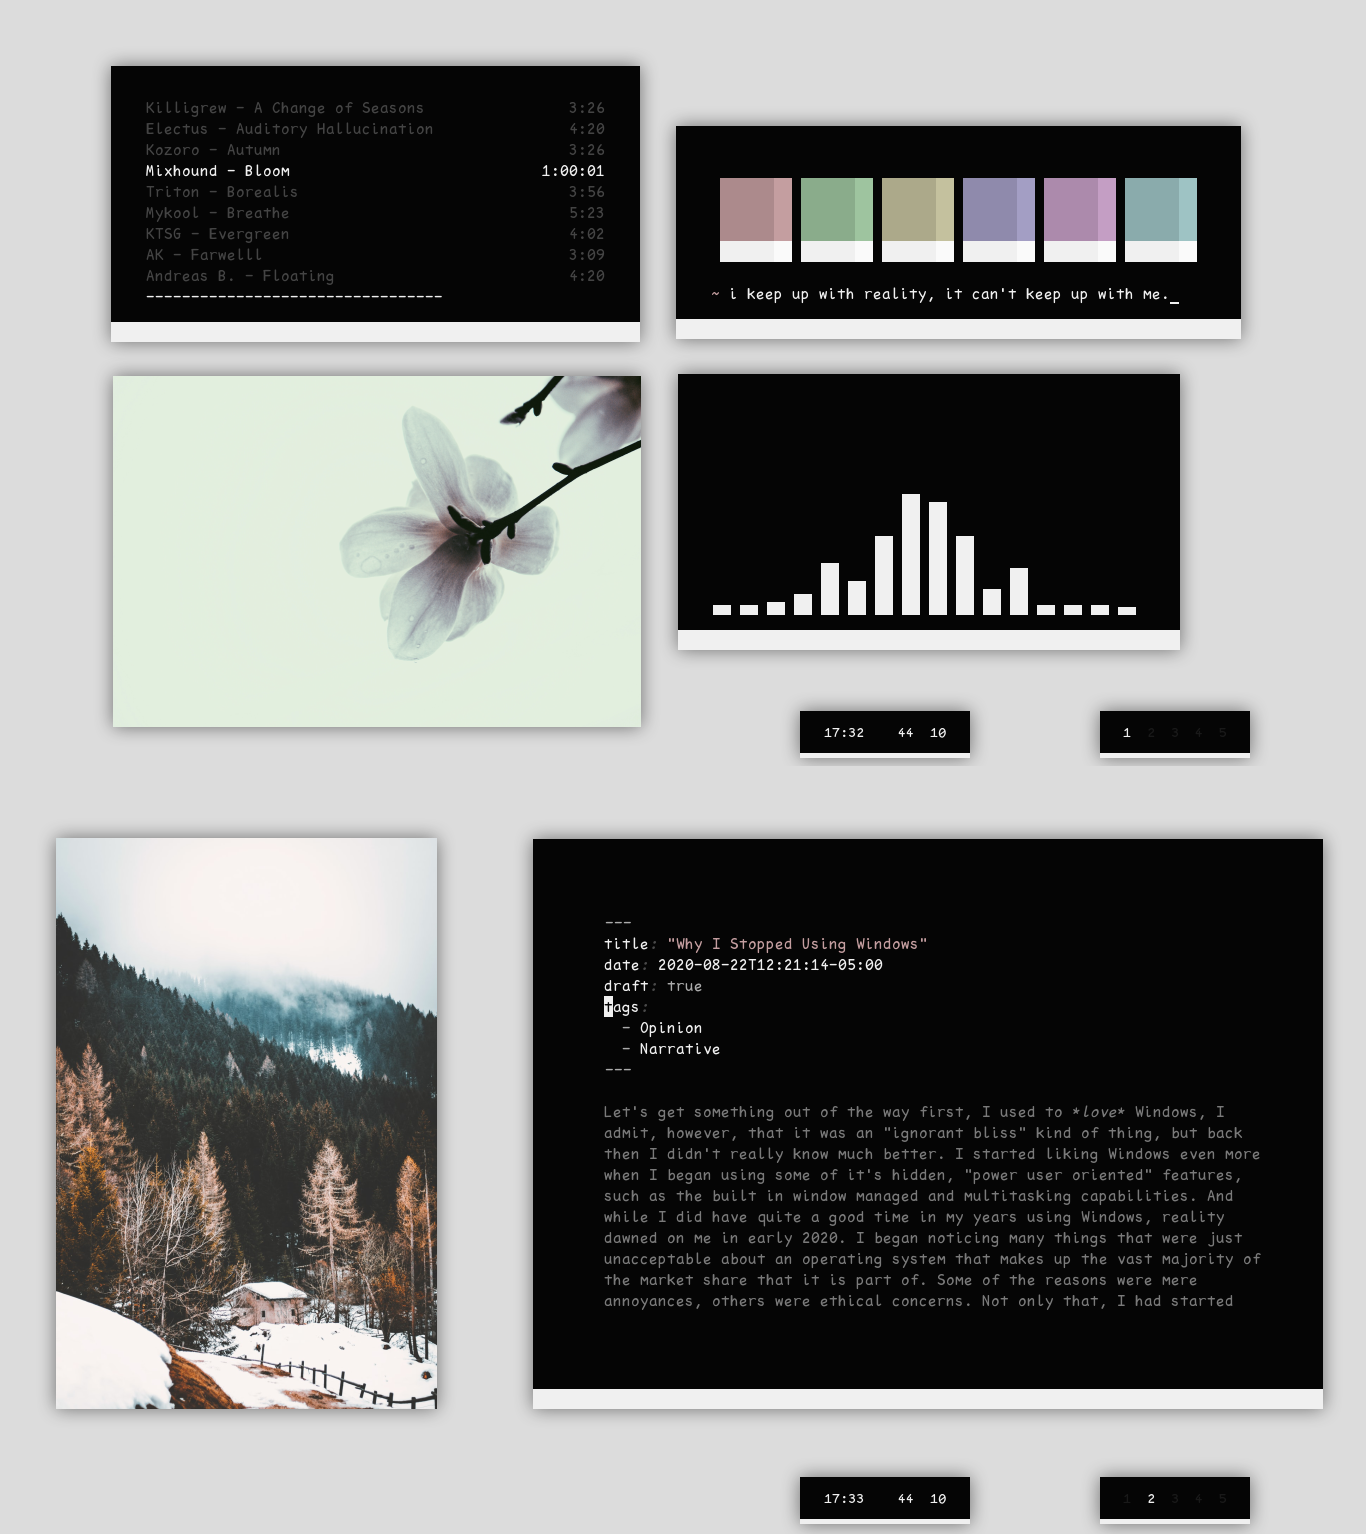 Killigrew - A Change of Seasons 3:26
Electus - Auditory Hallucination 4:20
Kozoro - Autumn 3:26
Mixhound - Bloom 1:00:01
Triton - Borealis 3:56
Mykool - Breathe 5:23
KTSG - Evergreen 4:02
AK - Farwelll 3:09
Andreas B. - Floating 4:20
---------------------------------
~ i keep up with reality, it can't keep up with me._
17:32 44 10
1 2 3 4 5
---
title: "Why I Stopped Using Windows"
date: 2020-08-22T12:21:14-05:00
draft: true
tags:
- Opinion
- Narrative
---
Let's get something out of the way first, I used to *love* Windows, I
admit, however, that it was an "ignorant bliss" kind of thing, but back
then I didn't really know much better. I started liking Windows even more
when I began using some of it's hidden, "power user oriented" features,
such as the built in window managed and multitasking capabilities. And
while I did have quite a good time in my years using Windows, reality
dawned on me in early 2020. I began noticing many things that were just
unacceptable about an operating system that makes up the vast majority of
the market share that it is part of. Some of the reasons were mere
annoyances, others were ethical concerns. Not only that, I had started
17:33 44 10
1 2 3 4 5